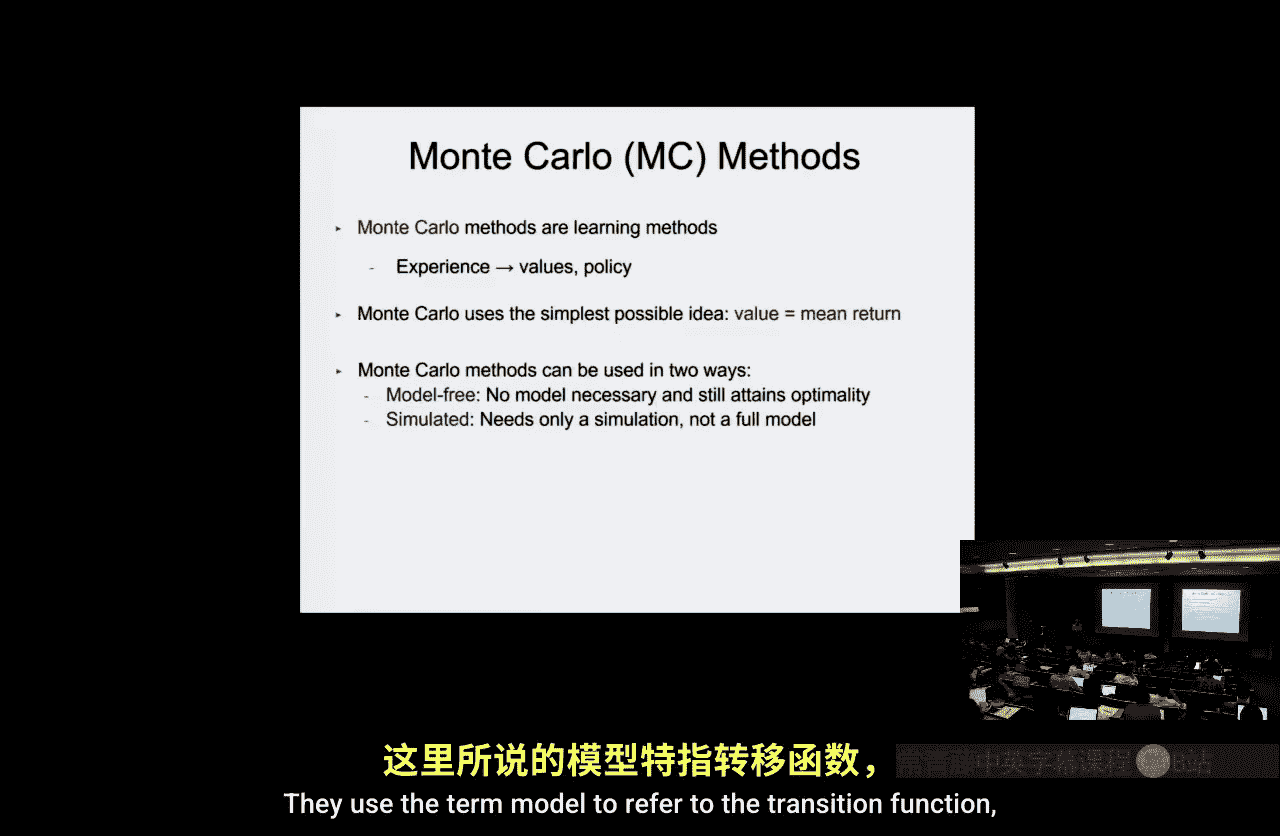 Monte Carlo (MC) Methods
▸ Monte Carlo methods are learning methods
- Experience → values, policy
▸ Monte Carlo uses the simplest possible idea: value = mean return
▸ Monte Carlo methods can be used in two ways:
- Model-free: No model necessary and still attains optimality
- Simulated: Needs only a simulation, not a full model
这里所说的模型特指转移函数，
They use the term model to refer to the transition function,